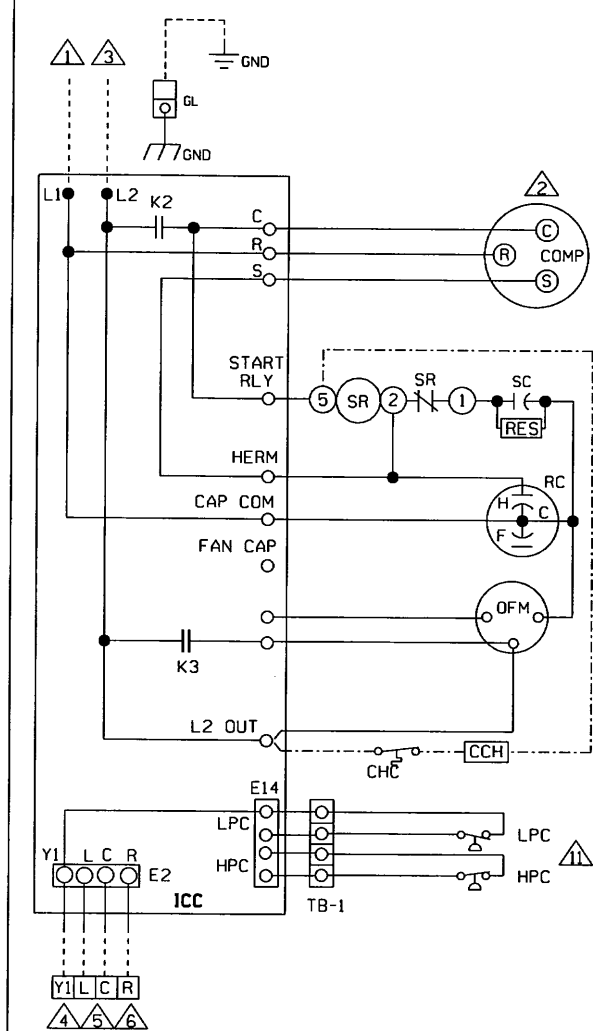 1 3
GND
GL
GND
L1 L2
K2
C
R
S
2
C
R COMP
S
START
RLY
5 SR 2 SR 1 SC
RES
HERM
CAP COM
RC
H C
F
FAN CAP
OFM
K3
L2 OUT
CHC
CCH
E14
LPC
HPC
LPC
HPC
11
TB-1
Y1 L C R
E2
ICC
Y1 L C R
4 5 6